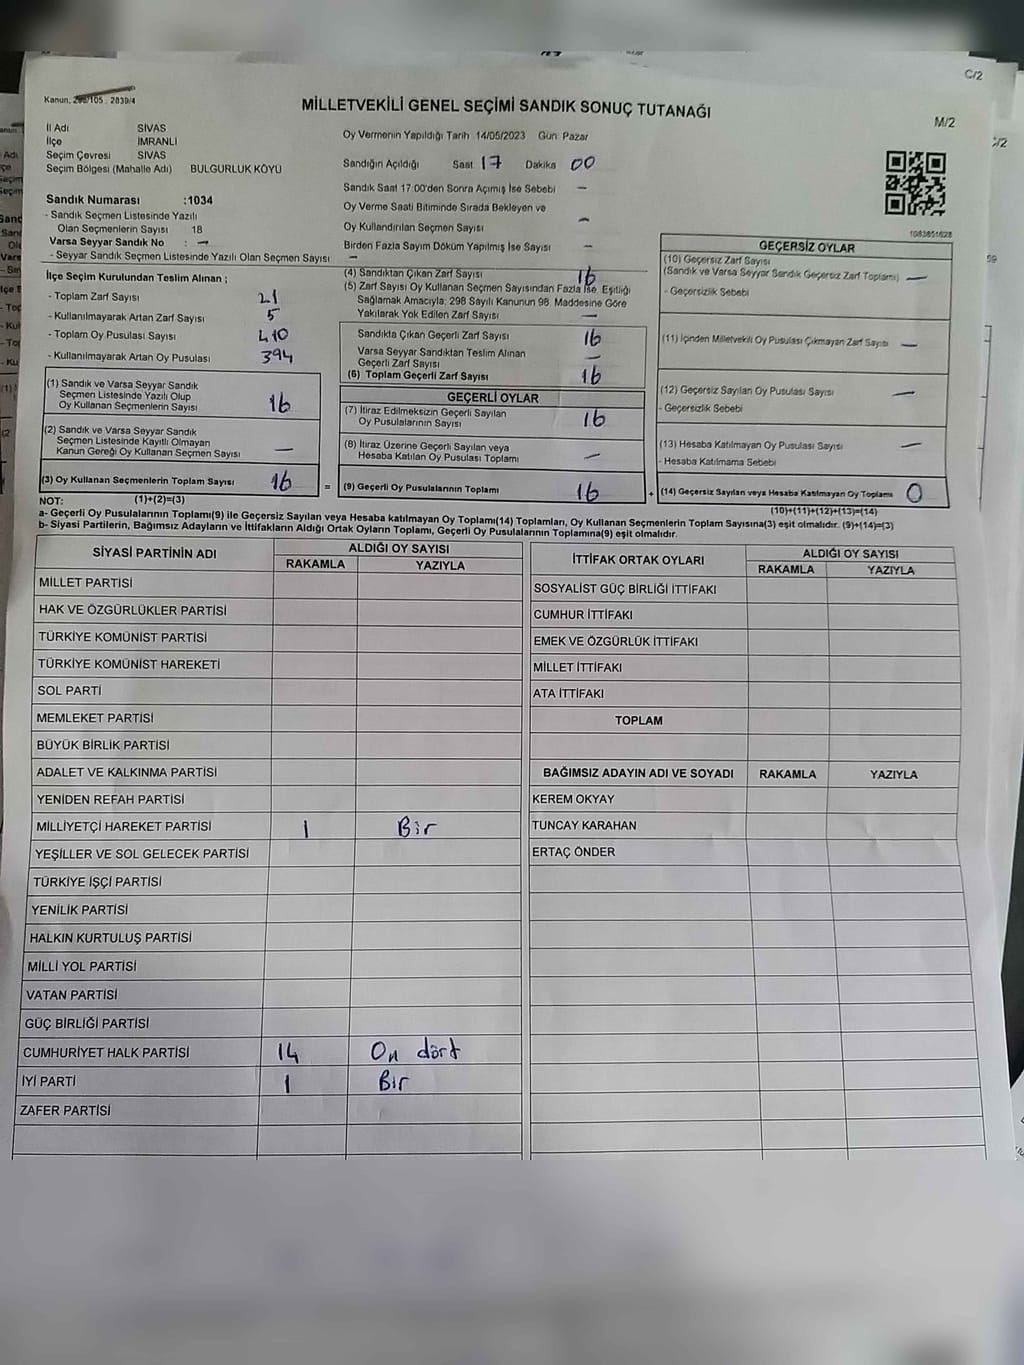 C/2
Kanun, 298/105 : 2839/4
MİLLETVEKİLİ GENEL SEÇİMİ SANDIK SONUÇ TUTANAĞI
M/2
İl Adı SİVAS
İlçe İMRANLI
Seçim Çevresi SİVAS
Seçim Bölgesi (Mahalle Adı) BULGURLUK KÖYÜ
Sandık Numarası :1034
- Sandık Seçmen Listesinde Yazılı
Olan Seçmenlerin Sayısı 18
Varsa Seyyar Sandık No : —
- Seyyar Sandık Seçmen Listesinde Yazılı Olan Seçmen Sayısı —
Oy Vermenin Yapıldığı Tarih 14/05/2023 Gün Pazar
Sandığın Açıldığı Saat 17 Dakika 00
Sandık Saat 17:00'den Sonra Açılmış İse Sebebi —
Oy Verme Saati Bitiminde Sırada Bekleyen ve
Oy Kullandırılan Seçmen Sayısı —
Birden Fazla Sayım Döküm Yapılmış İse Sayısı —
1083851628
İlçe Seçim Kurulundan Teslim Alınan ;
- Toplam Zarf Sayısı 21
- Kullanılmayarak Artan Zarf Sayısı 5
- Toplam Oy Pusulası Sayısı 410
- Kullanılmayarak Artan Oy Pusulası 394
(1) Sandık ve Varsa Seyyar Sandık
Seçmen Listesinde Yazılı Olup
Oy Kullanan Seçmenlerin Sayısı 16
(2) Sandık ve Varsa Seyyar Sandık
Seçmen Listesinde Kayıtlı Olmayan
Kanun Gereği Oy Kullanan Seçmen Sayısı —
(3) Oy Kullanan Seçmenlerin Toplam Sayısı 16
(4) Sandıktan Çıkan Zarf Sayısı 16
(5) Zarf Sayısı Oy Kullanan Seçmen Sayısından Fazla İse, Eşitliği
Sağlamak Amacıyla; 298 Sayılı Kanunun 98. Maddesine Göre
Yakılarak Yok Edilen Zarf Sayısı —
Sandıkta Çıkan Geçerli Zarf Sayısı 16
Varsa Seyyar Sandıktan Teslim Alınan
Geçerli Zarf Sayısı —
(6) Toplam Geçerli Zarf Sayısı 16
GEÇERLİ OYLAR
(7) İtiraz Edilmeksizin Geçerli Sayılan
Oy Pusulalarının Sayısı 16
(8) İtiraz Üzerine Geçerli Sayılan veya
Hesaba Katılan Oy Pusulası Toplamı —
= (9) Geçerli Oy Pusulalarının Toplamı 16
GEÇERSİZ OYLAR
(10) Geçersiz Zarf Sayısı
(Sandık ve Varsa Seyyar Sandık Geçersiz Zarf Toplamı) —
- Geçersizlik Sebebi
(11) İçinden Milletvekili Oy Pusulası Çıkmayan Zarf Sayısı —
(12) Geçersiz Sayılan Oy Pusulası Sayısı —
- Geçersizlik Sebebi
(13) Hesaba Katılmayan Oy Pusulası Sayısı —
- Hesaba Katılmama Sebebi
+ (14) Geçersiz Sayılan veya Hesaba Katılmayan Oy Toplamı 0
NOT: (1)+(2)=(3)
(10)+(11)+(12)+(13)=(14)
a- Geçerli Oy Pusulalarının Toplamı(9) ile Geçersiz Sayılan veya Hesaba katılmayan Oy Toplamı(14) Toplamları, Oy Kullanan Seçmenlerin Toplam Sayısına(3) eşit olmalıdır. (9)+(14)=(3)
b- Siyasi Partilerin, Bağımsız Adayların ve İttifakların Aldığı Ortak Oyların Toplamı, Geçerli Oy Pusulalarının Toplamına(9) eşit olmalıdır.
SİYASİ PARTİNİN ADI ALDIĞI OY SAYISI
RAKAMLA YAZIYLA
MİLLET PARTİSİ
HAK VE ÖZGÜRLÜKLER PARTİSİ
TÜRKİYE KOMÜNİST PARTİSİ
TÜRKİYE KOMÜNİST HAREKETİ
SOL PARTİ
MEMLEKET PARTİSİ
BÜYÜK BİRLİK PARTİSİ
ADALET VE KALKINMA PARTİSİ
YENİDEN REFAH PARTİSİ
MİLLİYETÇİ HAREKET PARTİSİ 1 Bir
YEŞİLLER VE SOL GELECEK PARTİSİ
TÜRKİYE İŞÇİ PARTİSİ
YENİLİK PARTİSİ
HALKIN KURTULUŞ PARTİSİ
MİLLİ YOL PARTİSİ
VATAN PARTİSİ
GÜÇ BİRLİĞİ PARTİSİ
CUMHURİYET HALK PARTİSİ 14 On dört
İYİ PARTİ 1 Bir
ZAFER PARTİSİ
İTTİFAK ORTAK OYLARI ALDIĞI OY SAYISI
RAKAMLA YAZIYLA
SOSYALİST GÜÇ BİRLİĞİ İTTİFAKI
CUMHUR İTTİFAKI
EMEK VE ÖZGÜRLÜK İTTİFAKI
MİLLET İTTİFAKI
ATA İTTİFAKI
TOPLAM
BAĞIMSIZ ADAYIN ADI VE SOYADI RAKAMLA YAZIYLA
KEREM OKYAY
TUNCAY KARAHAN
ERTAÇ ÖNDER